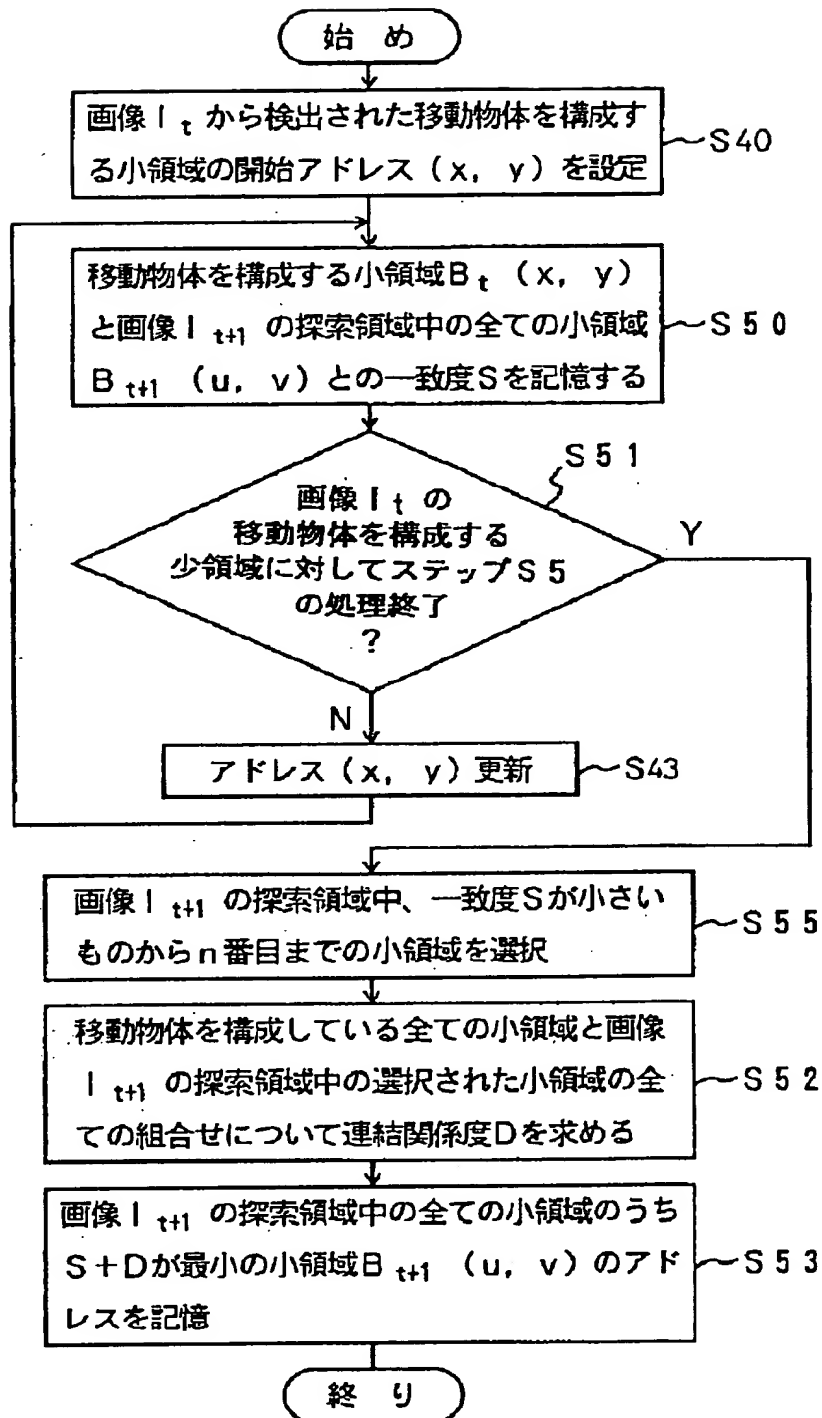 始 め
画像I t から検出された移動物体を構成す
る小領域の開始アドレス (x, y) を設定
S40
移動物体を構成する小領域B t (x, y)
と画像I t+1 の探索領域中の全ての小領域
B t+1 (u, v) との一致度Sを記憶する
S50
S51
画像I t の
移動物体を構成する
少領域に対してステップS5
の処理終了
?
Y
N
アドレス (x, y) 更新
S43
画像I t+1 の探索領域中、一致度Sが小さい
ものからn番目までの小領域を選択
S55
移動物体を構成している全ての小領域と画像
I t+1 の探索領域中の選択された小領域の全
ての組合せについて連結関係度Dを求める
S52
画像I t+1 の探索領域中の全ての小領域のうち
S+Dが最小の小領域B t+1 (u, v) のアド
レスを記憶
S53
終 り